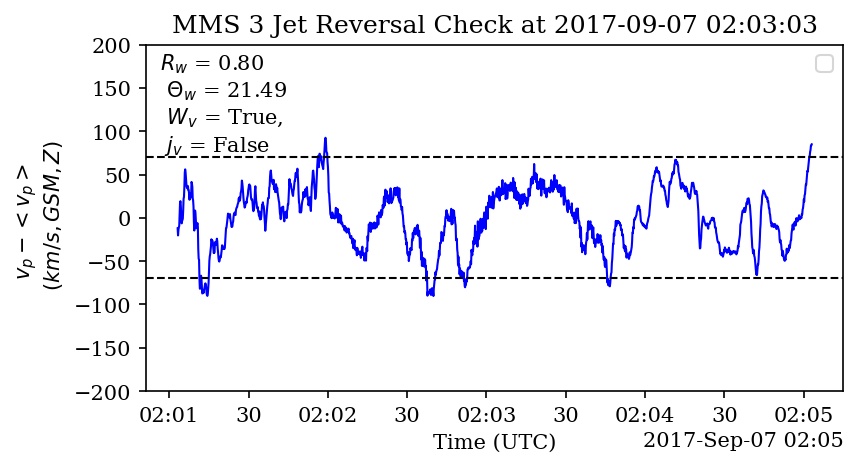 MMS 3 Jet Reversal Check at 2017-09-07 02:03:03
200
150
100
50
0
−50
−100
−150
−200
v_p − < v_p >
(km/s, GSM, Z)
R_w = 0.80
Θ_w = 21.49
W_v = True,
j_v = False
02:01 30 02:02 30 02:03 30 02:04 30 02:05
Time (UTC)
2017-Sep-07 02:05